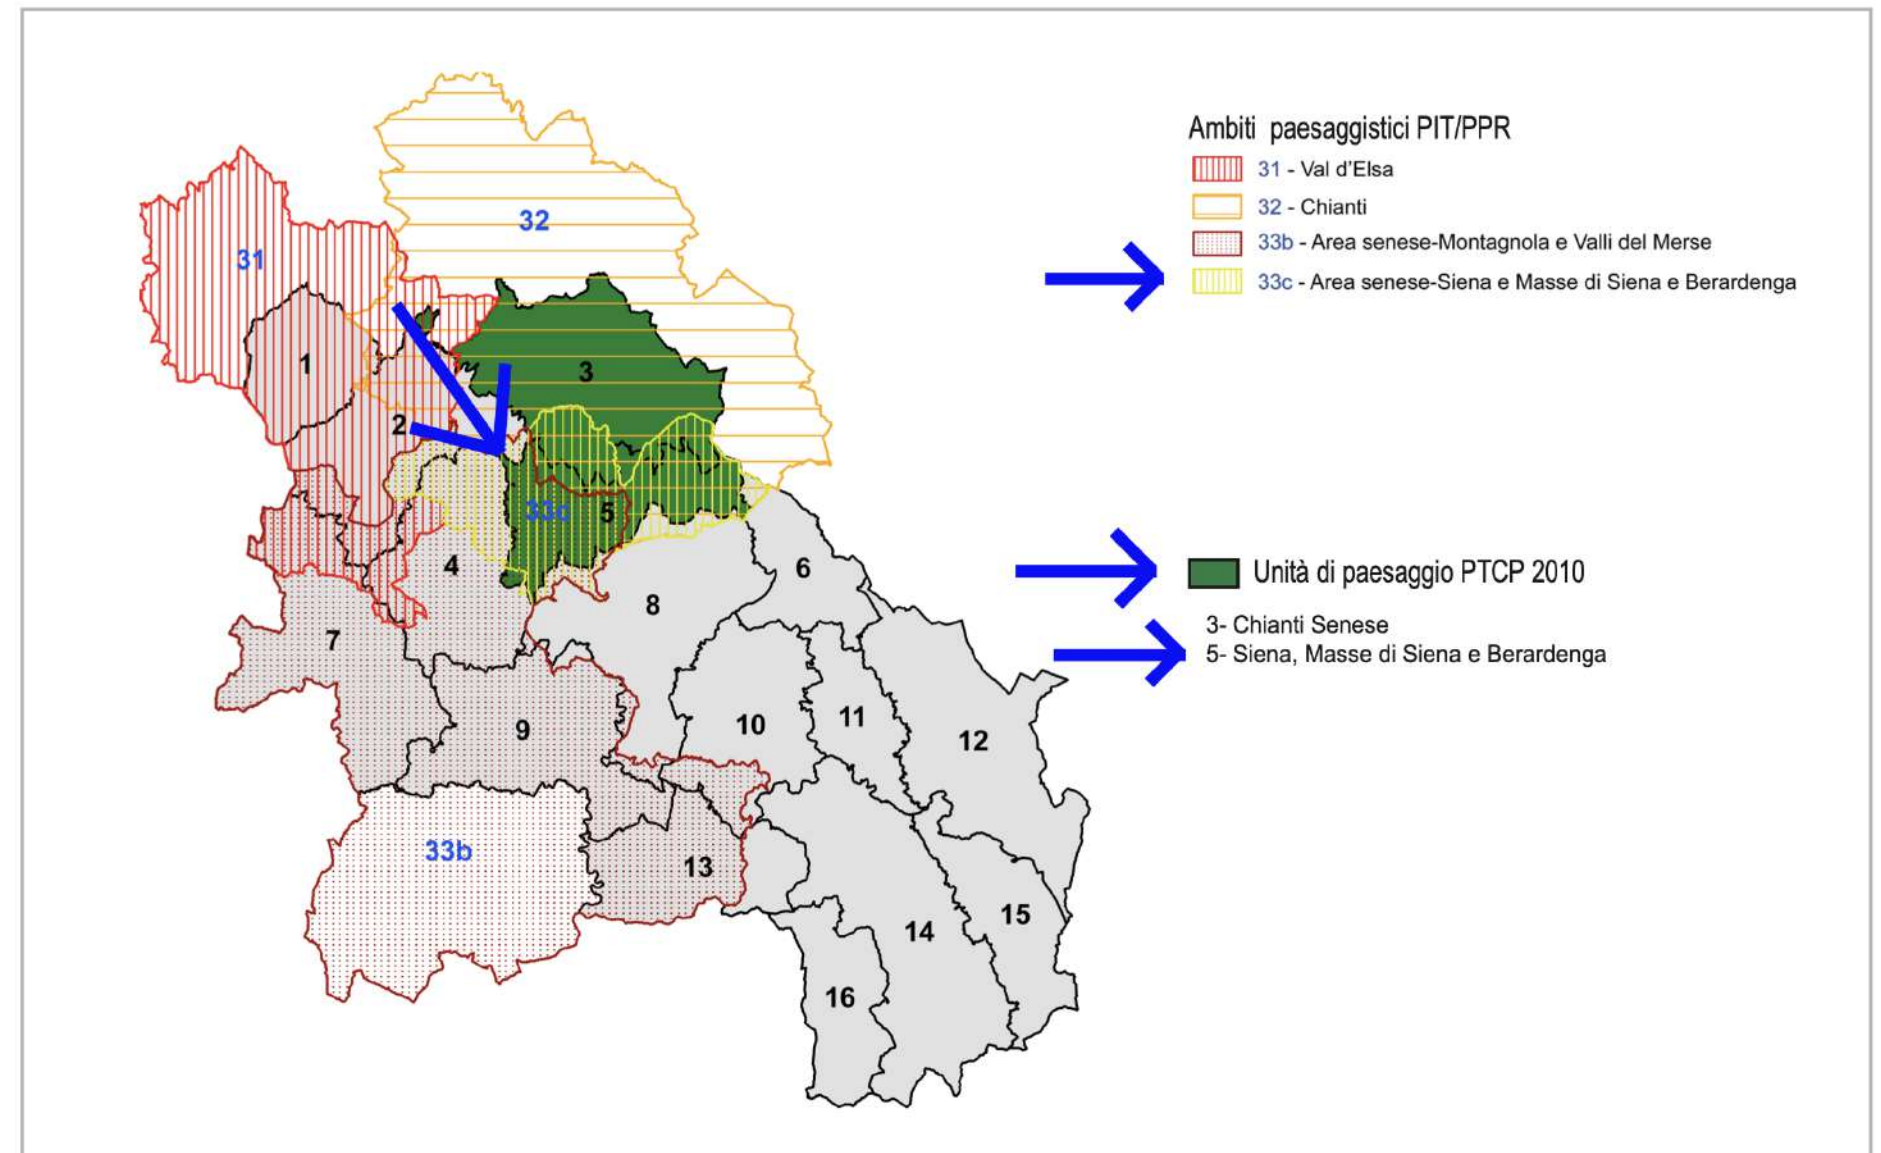 Ambiti paesaggistici PIT/PPR
31 - Val d'Elsa
32 - Chianti
33b - Area senese-Montagnola e Valli del Merse
33c - Area senese-Siena e Masse di Siena e Berardenga
Unità di paesaggio PTCP 2010
3- Chianti Senese
5- Siena, Masse di Siena e Berardenga
32
31
1
3
2
33c
5
4
6
8
7
9
10
11
12
33b
13
14
15
16